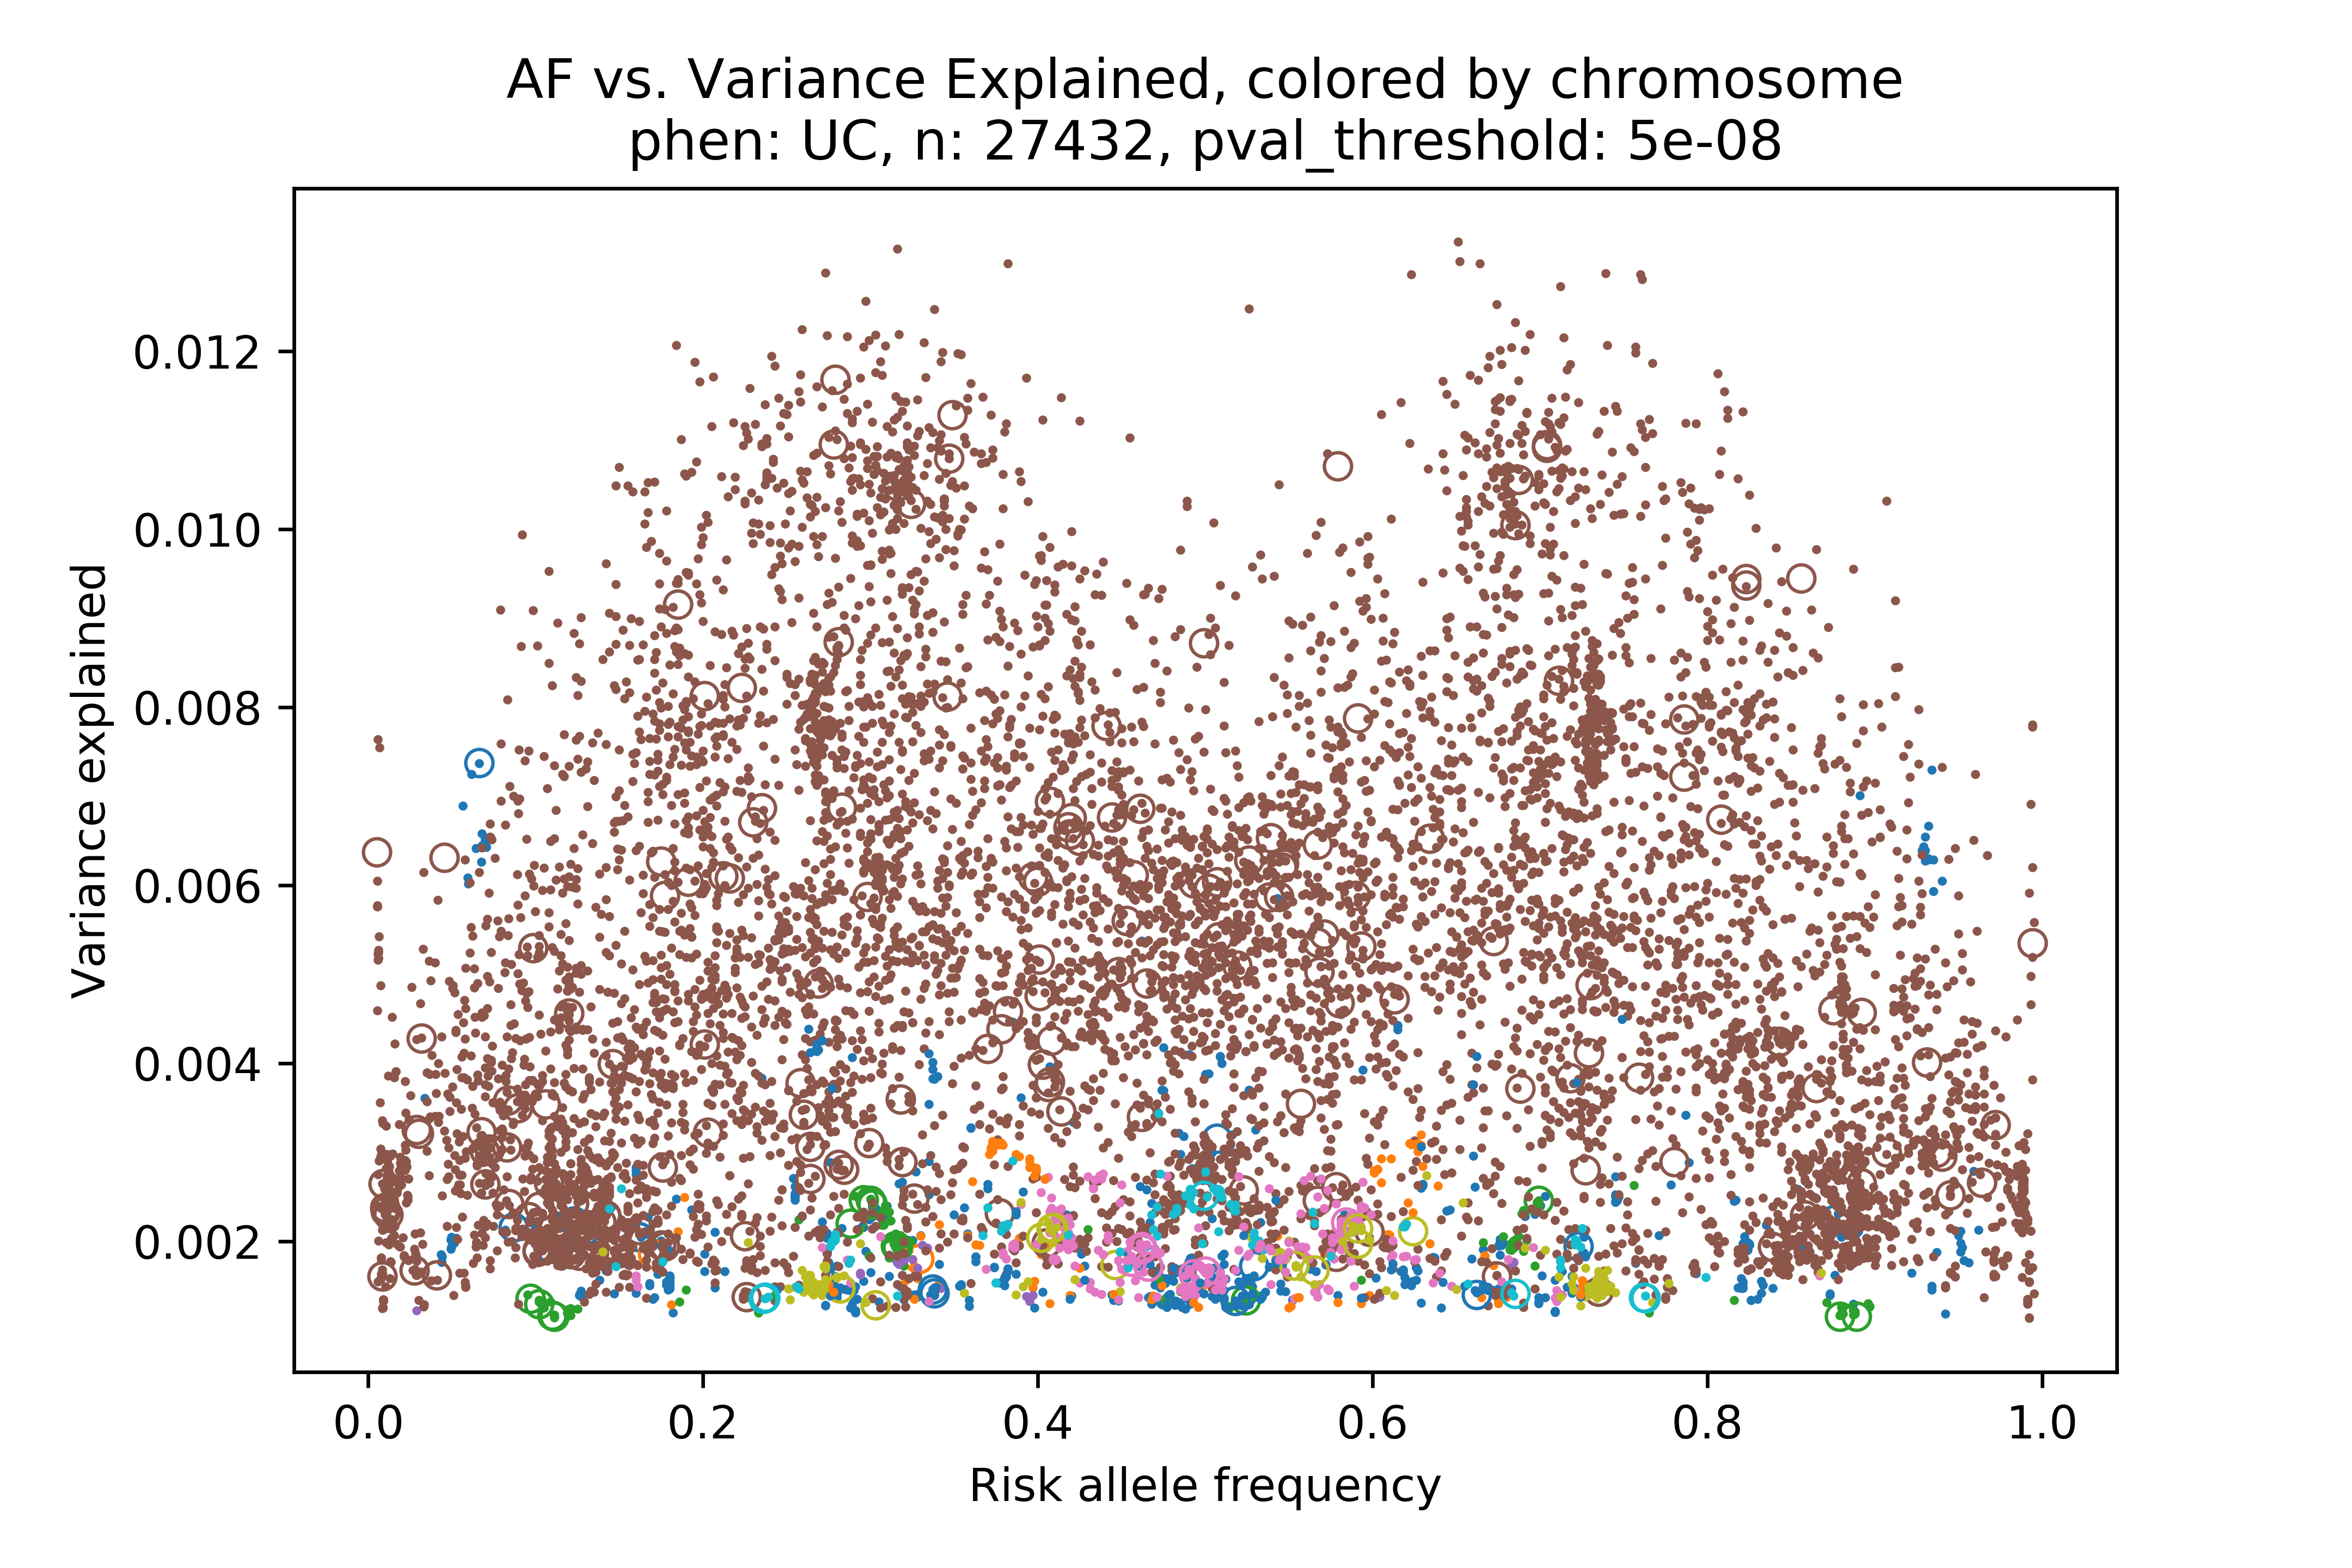 AF vs. Variance Explained, colored by chromosome
phen: UC, n: 27432, pval_threshold: 5e-08
0.012
0.010
0.008
0.006
0.004
0.002
Variance explained
0.0 0.2 0.4 0.6 0.8 1.0
Risk allele frequency